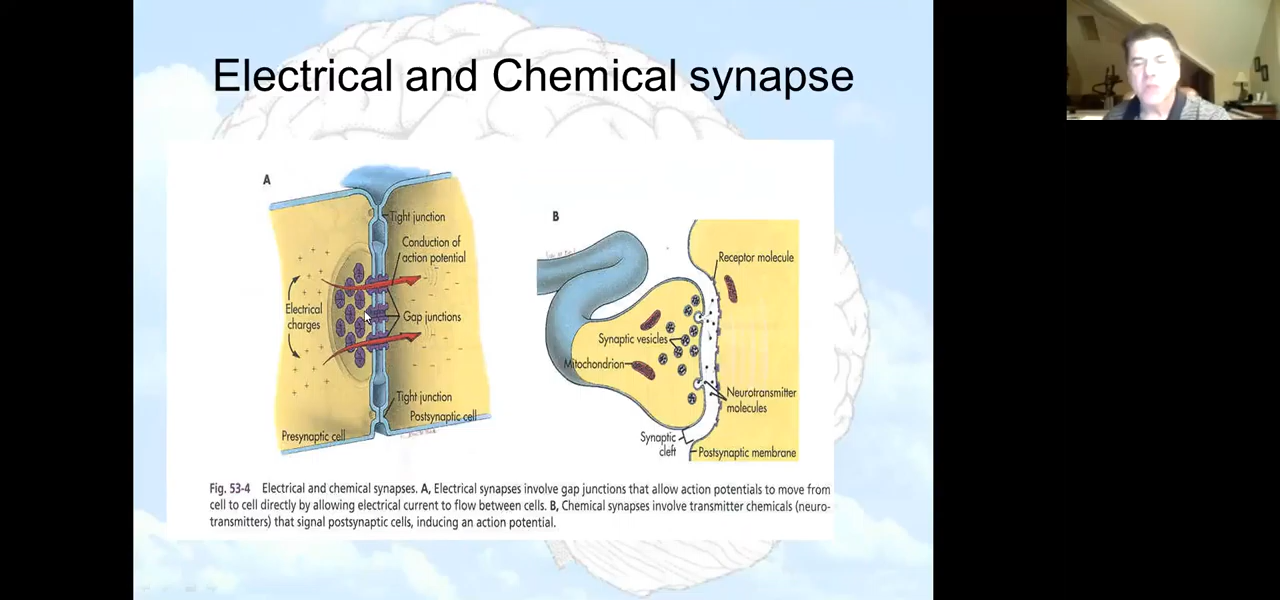 Electrical and Chemical synapse
A
Tight junction
Conduction of
action potential
Electrical
charges
Gap junctions
Tight junction
Postsynaptic cell
Presynaptic cell
B
Receptor molecule
Synaptic vesicles
Mitochondrion
Neurotransmitter
molecules
Synaptic
cleft
Postsynaptic membrane
Fig. 53-4 Electrical and chemical synapses. A, Electrical synapses involve gap junctions that allow action potentials to move from
cell to cell directly by allowing electrical current to flow between cells. B, Chemical synapses involve transmitter chemicals (neuro-
transmitters) that signal postsynaptic cells, inducing an action potential.